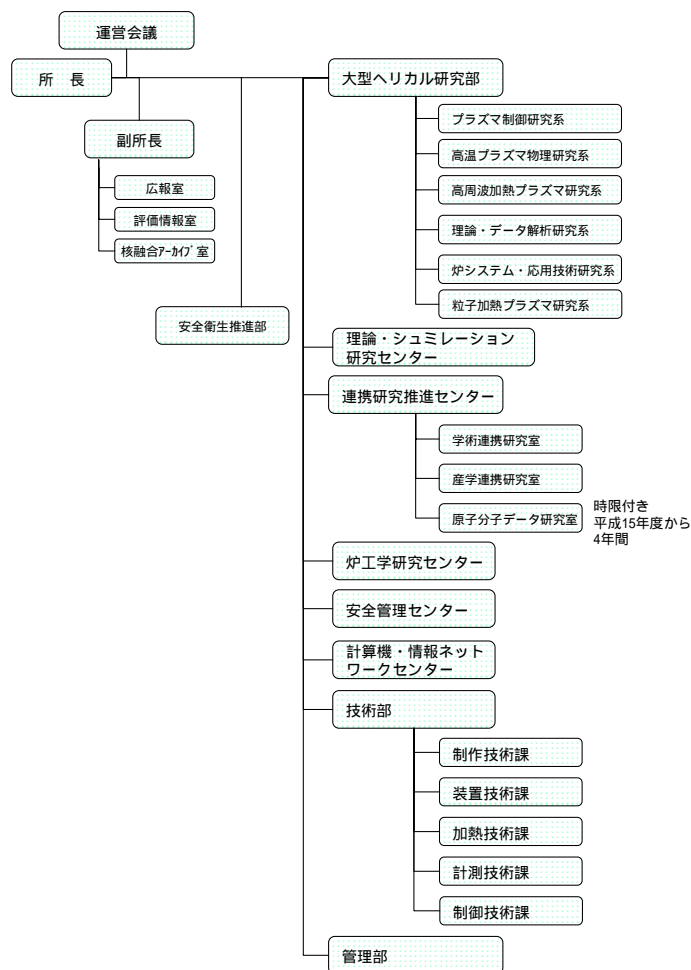 運営会議
所　長
副所長
広報室
評価情報室
核融合ｱｰｶｲﾌﾞ室
安全衛生推進部
大型ヘリカル研究部
プラズマ制御研究系
高温プラズマ物理研究系
高周波加熱プラズマ研究系
理論・データ解析研究系
炉システム・応用技術研究系
粒子加熱プラズマ研究系
理論・シュミレーション
研究センター
連携研究推進センター
学術連携研究室
産学連携研究室
原子分子データ研究室
時限付き
平成15年度から
4年間
炉工学研究センター
安全管理センター
計算機・情報ネット
ワークセンター
技術部
制作技術課
装置技術課
加熱技術課
計測技術課
制御技術課
管理部